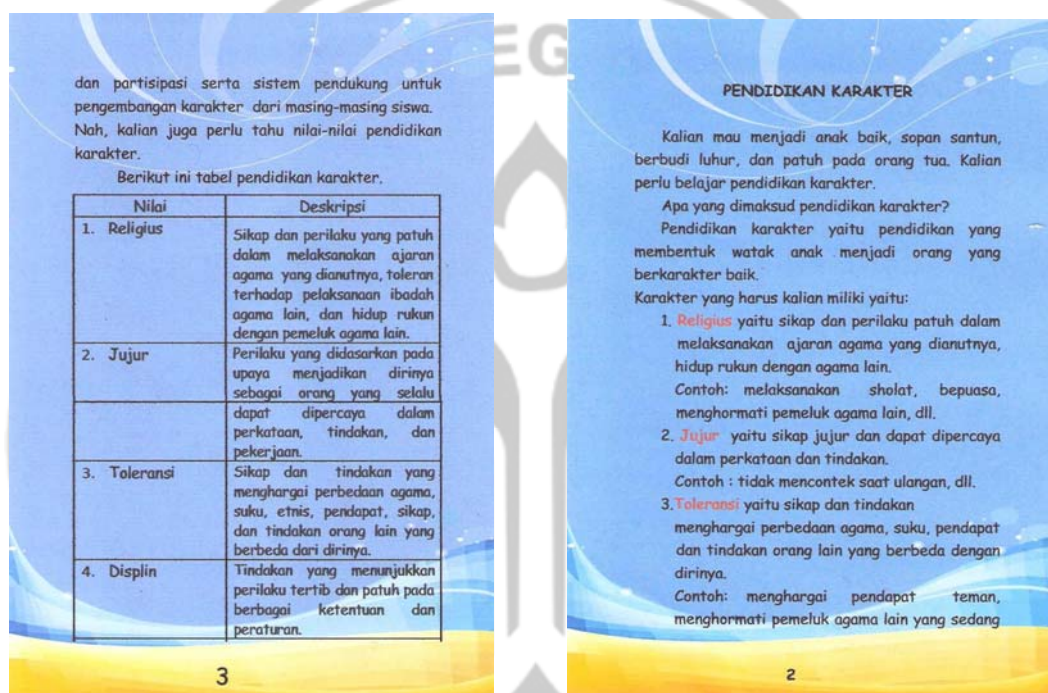 EG
dan partisipasi serta sistem pendukung untuk
pengembangan karakter dari masing-masing siswa.
Nah, kalian juga perlu tahu nilai-nilai pendidikan
karakter.
Berikut ini tabel pendidikan karakter.
Nilai Deskripsi
1. Religius
Sikap dan perilaku yang patuh
dalam melaksanakan ajaran
agama yang dianutnya, toleran
terhadap pelaksanaan ibadah
agama lain, dan hidup rukun
dengan pemeluk agama lain.
2. Jujur Perilaku yang didasarkan pada
upaya menjadikan dirinya
sebagai orang yang selalu
dapat dipercaya dalam
perkataan, tindakan, dan
pekerjaan.
3. Toleransi Sikap dan tindakan yang
menghargai perbedaan agama,
suku, etnis, pendapat, sikap,
dan tindakan orang lain yang
berbeda dari dirinya.
4. Displin Tindakan yang menunjukkan
perilaku tertib dan patuh pada
berbagai ketentuan dan
peraturan.
3
PENDIDIKAN KARAKTER
Kalian mau menjadi anak baik, sopan santun,
berbudi luhur, dan patuh pada orang tua. Kalian
perlu belajar pendidikan karakter.
Apa yang dimaksud pendidikan karakter?
Pendidikan karakter yaitu pendidikan yang
membentuk watak anak menjadi orang yang
berkarakter baik.
Karakter yang harus kalian miliki yaitu:
1. Religius yaitu sikap dan perilaku patuh dalam
melaksanakan ajaran agama yang dianutnya,
hidup rukun dengan agama lain.
Contoh: melaksanakan sholat, bepuasa,
menghormati pemeluk agama lain, dll.
2. Jujur yaitu sikap jujur dan dapat dipercaya
dalam perkataan dan tindakan.
Contoh : tidak mencontek saat ulangan, dll.
3.Toleransi yaitu sikap dan tindakan
menghargai perbedaan agama, suku, pendapat
dan tindakan orang lain yang berbeda dengan
dirinya.
Contoh: menghargai pendapat teman,
menghormati pemeluk agama lain yang sedang
2